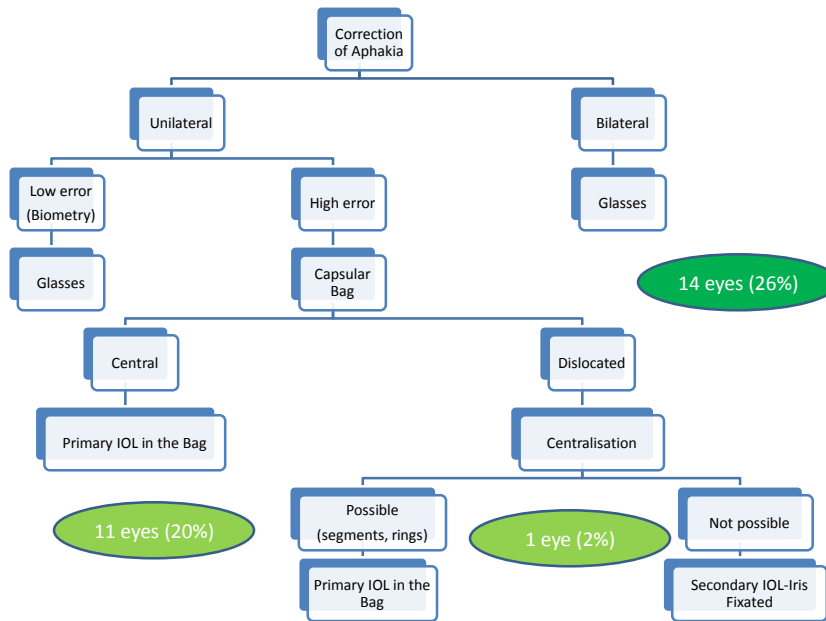 Correction
of Aphakia
Unilateral
Bilateral
Low error
(Biometry)
High error
Glasses
Glasses
Capsular
Bag
14 eyes (26%)
Central
Dislocated
Primary IOL in the Bag
Centralisation
11 eyes (20%)
Possible
(segments, rings)
1 eye (2%)
Not possible
Primary IOL in the
Bag
Secondary IOL-Iris
Fixated